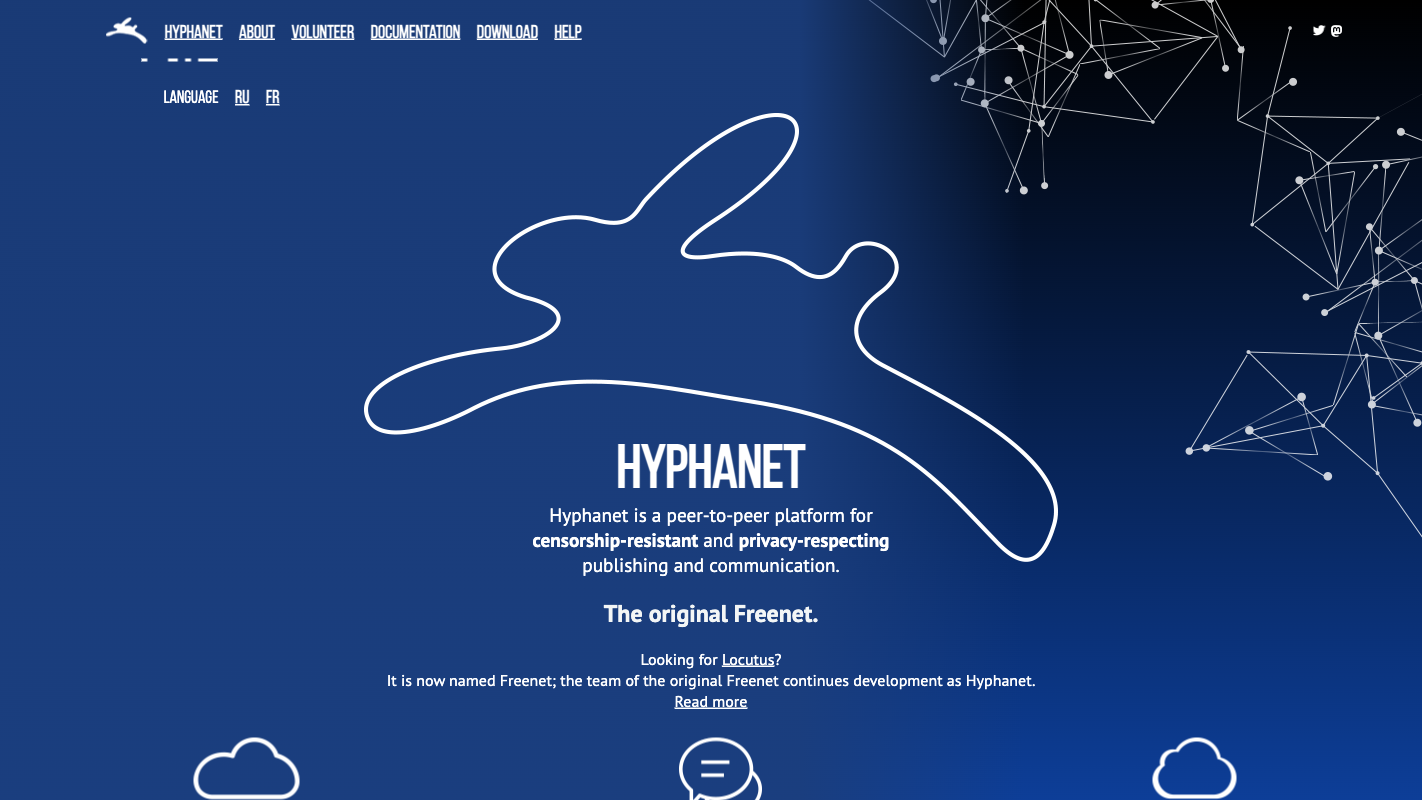 HYPHANET ABOUT VOLUNTEER DOCUMENTATION DOWNLOAD HELP
LANGUAGE RU FR
HYPHANET
Hyphanet is a peer-to-peer platform for
censorship-resistant and privacy-respecting
publishing and communication.
The original Freenet.
Looking for Locutus?
It is now named Freenet; the team of the original Freenet continues development as Hyphanet.
Read more